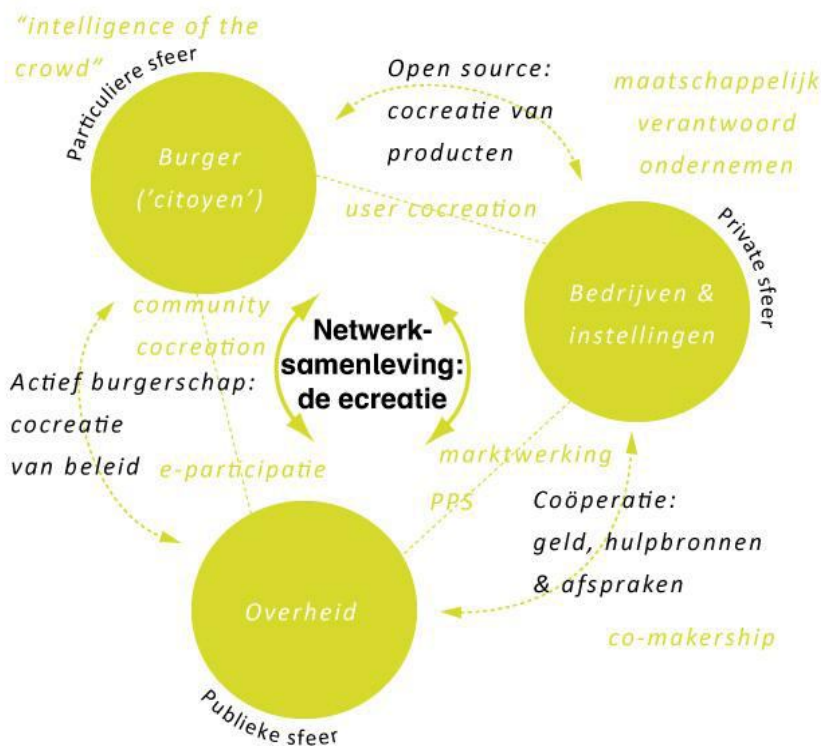 “intelligence of the
crowd”
Particuliere sfeer
Burger
(’citoyen’)
Open source:
cocreatie van
producten
maatschappelijk
verantwoord
ondernemen
user cocreation
Private sfeer
Bedrijven &
instellingen
community
cocreation
Netwerk-
samenleving:
de ecreatie
Actief burgerschap:
cocreatie
van beleid
e-participatie
marktwerking
PPS
Coöperatie:
geld, hulpbronnen
& afspraken
Overheid
co-makership
Publieke sfeer